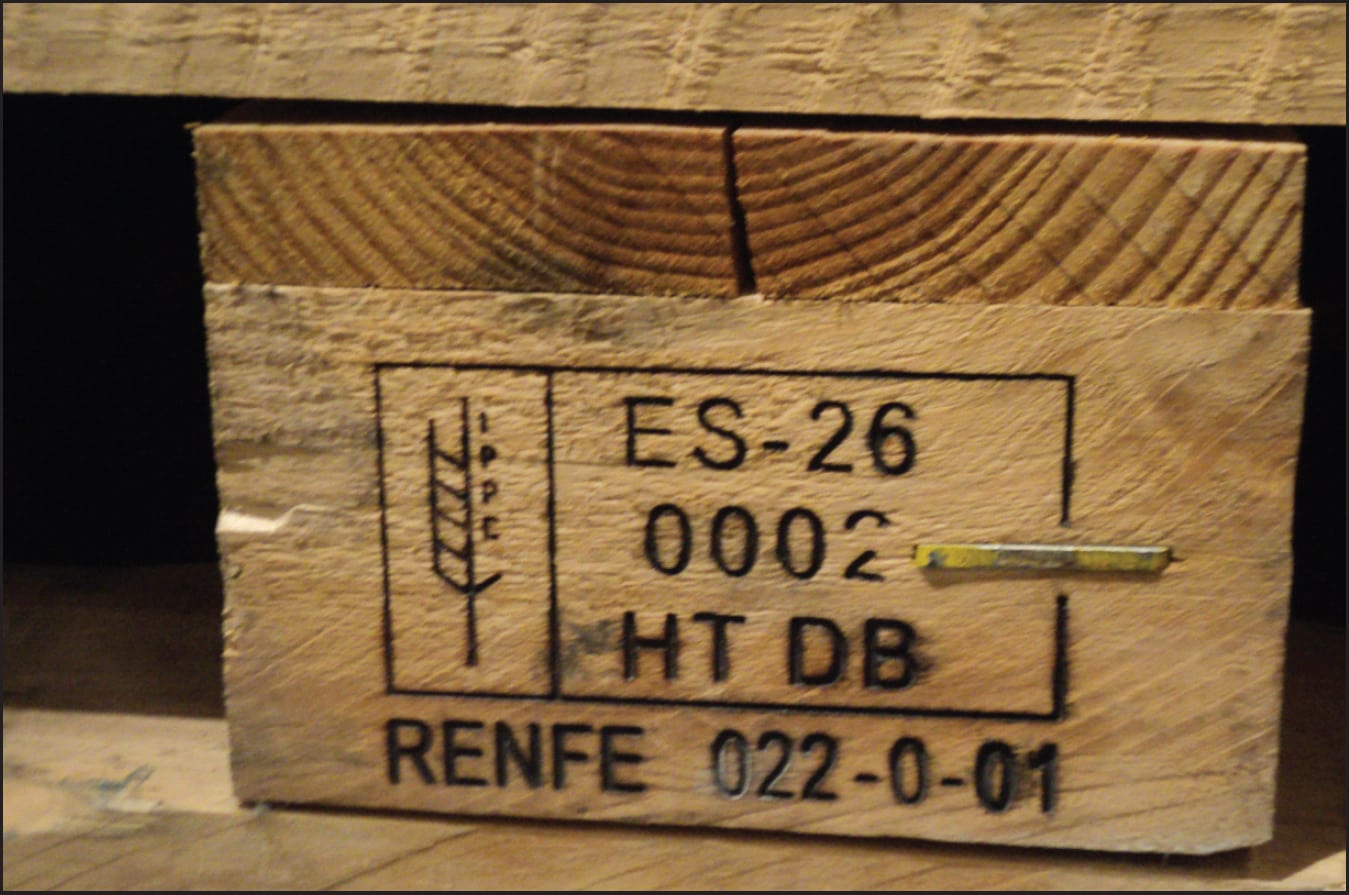 IPPC
ES-26
0002
HT DB
RENFE 022-0-01